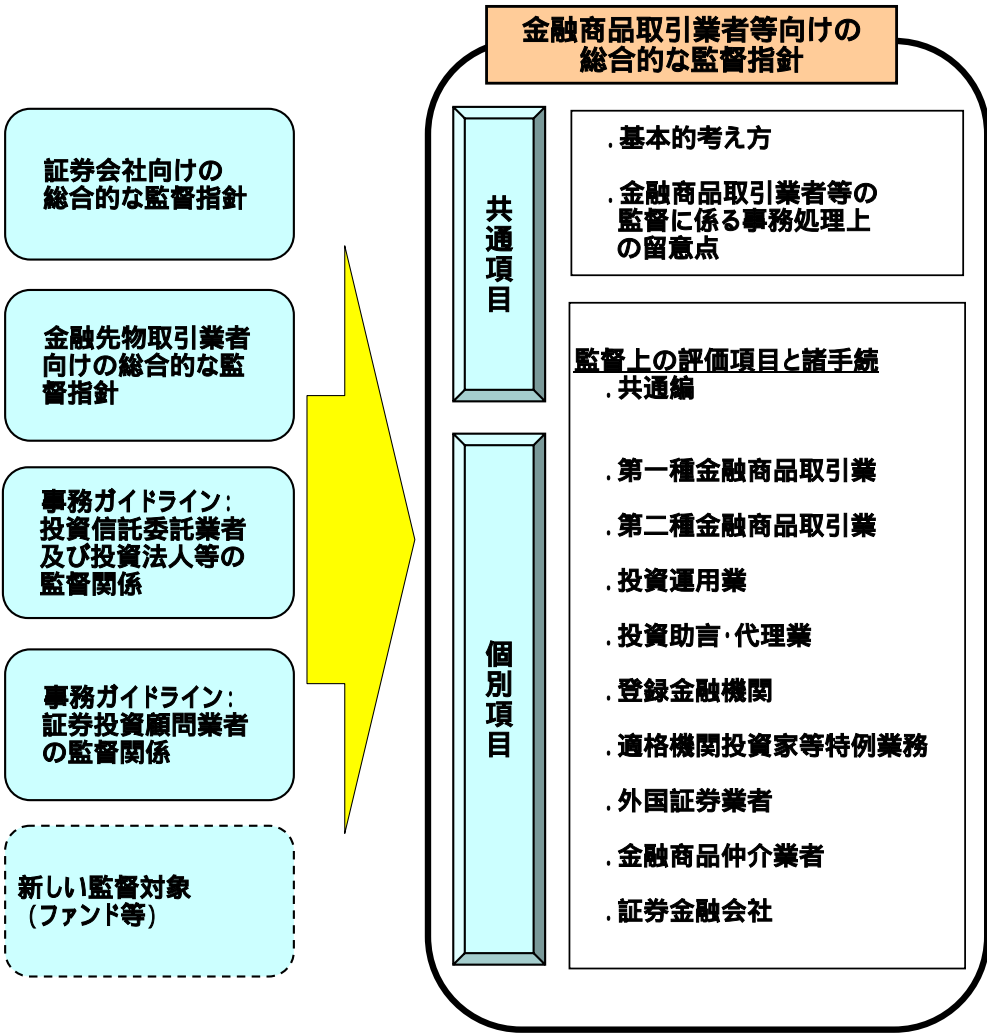 金融商品取引業者等向けの
総合的な監督指針
証券会社向けの
総合的な監督指針
金融先物取引業者
向けの総合的な監
督指針
事務ガイドライン:
投資信託委託業者
及び投資法人等の
監督関係
事務ガイドライン:
証券投資顧問業者
の監督関係
新しい監督対象
(ファンド等)
共通項目
.基本的考え方
.金融商品取引業者等の
監督に係る事務処理上
の留意点
個別項目
監督上の評価項目と諸手続
.共通編
.第一種金融商品取引業
.第二種金融商品取引業
.投資運用業
.投資助言・代理業
.登録金融機関
.適格機関投資家等特例業務
.外国証券業者
.金融商品仲介業者
.証券金融会社